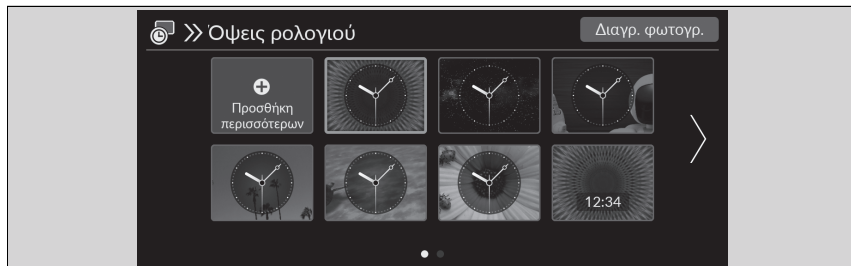 Όψεις ρολογιού
Διαγρ. φωτογρ.
Προσθήκη
περισσότερων
12:34